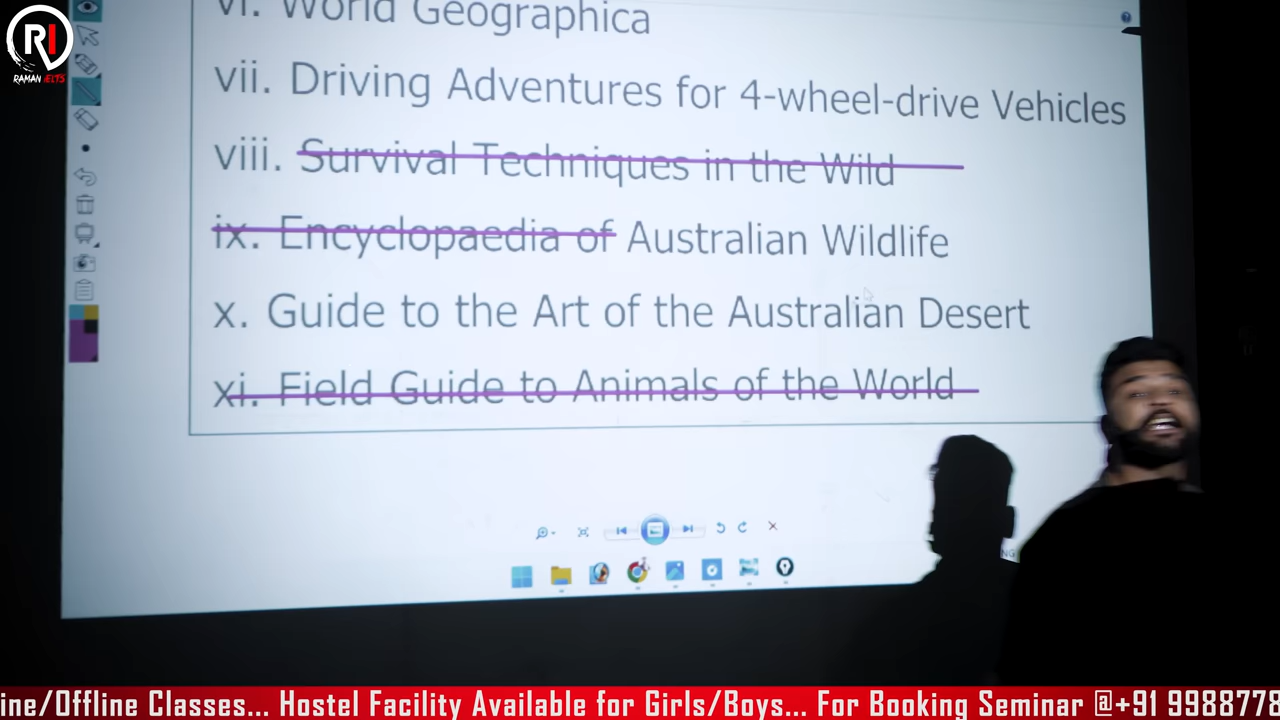 RI
RAMAN IELTS
vi. World Geographica
vii. Driving Adventures for 4-wheel-drive Vehicles
viii. Survival Techniques in the Wild
ix. Encyclopaedia of Australian Wildlife
x. Guide to the Art of the Australian Desert
xi. Field Guide to Animals of the World
ine/Offline Classes... Hostel Facility Available for Girls/Boys... For Booking Seminar @+91 9988778